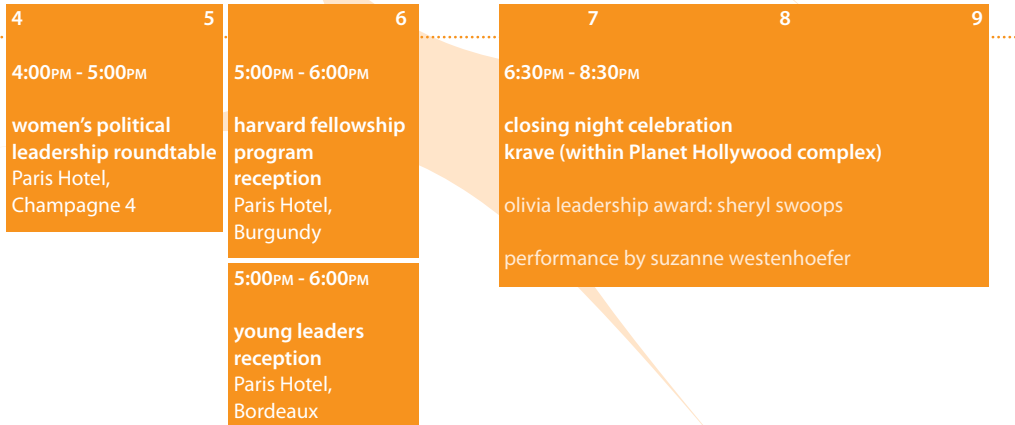 4 5 6 7 8 9
4:00PM - 5:00PM
women's political
leadership roundtable
Paris Hotel,
Champagne 4
5:00PM - 6:00PM
harvard fellowship
program
reception
Paris Hotel,
Burgundy
5:00PM - 6:00PM
young leaders
reception
Paris Hotel,
Bordeaux
6:30PM - 8:30PM
closing night celebration
krave (within Planet Hollywood complex)
olivia leadership award: sheryl swoops
performance by suzanne westenhoefer